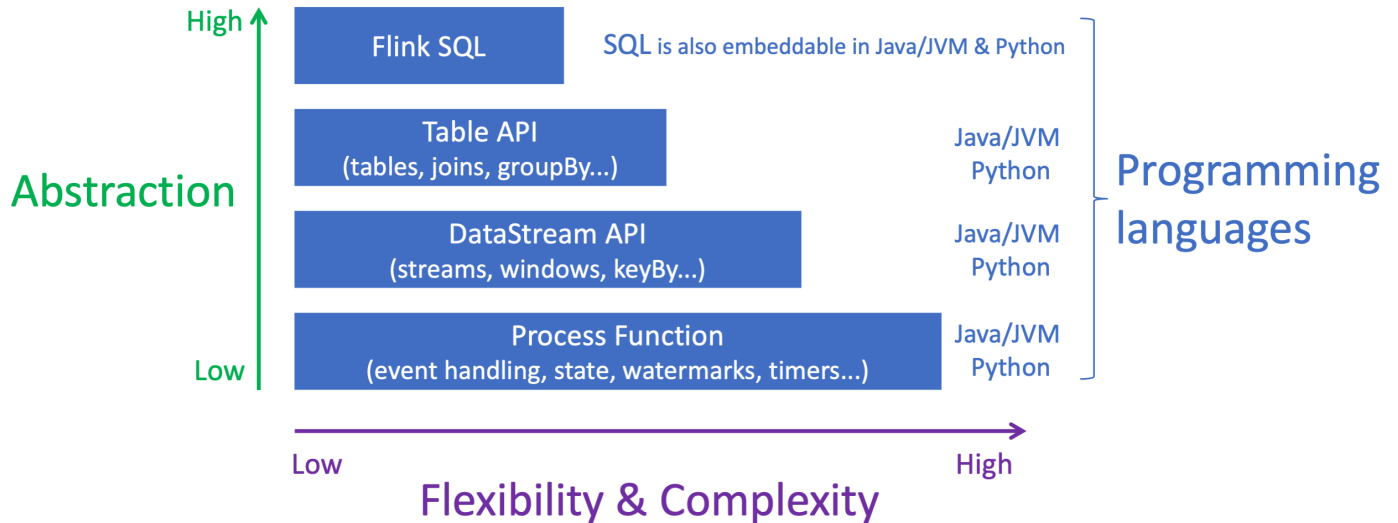 High
Flink SQL
SQL is also embeddable in Java/JVM & Python
Table API
(tables, joins, groupBy...)
Java/JVM
Python
Abstraction
Programming
languages
DataStream API
(streams, windows, keyBy...)
Java/JVM
Python
Process Function
(event handling, state, watermarks, timers...)
Java/JVM
Python
Low
Low
High
Flexibility & Complexity